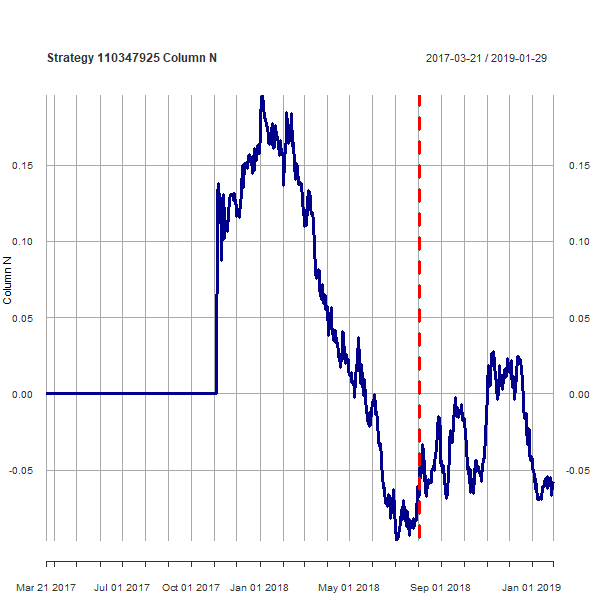 Strategy 110347925 Column N
2017-03-21 / 2019-01-29
0.15 0.15
0.10 0.10
0.05 0.05
0.00 0.00
-0.05 -0.05
Column N
Mar 21 2017 Jul 01 2017 Oct 01 2017 Jan 01 2018 May 01 2018 Sep 01 2018 Jan 01 2019